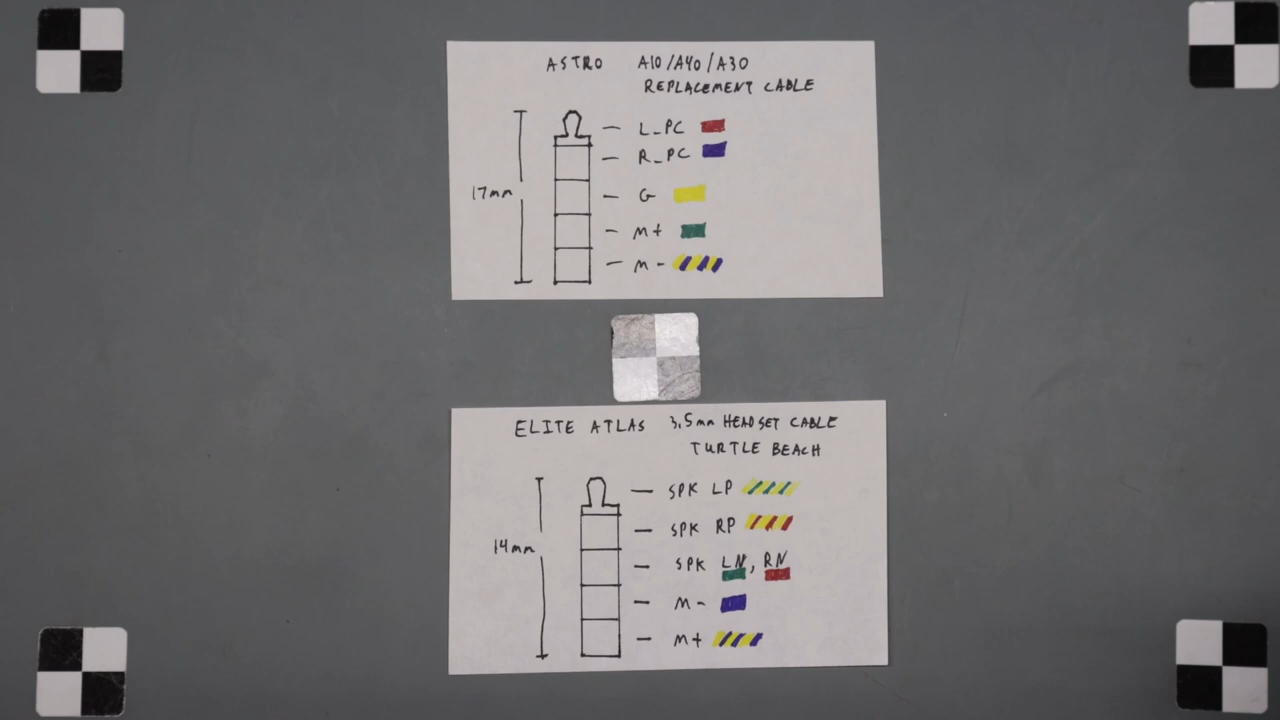 ASTRO A10/A40/A30
REPLACEMENT CABLE
L_PC
R_PC
17mm
G
M+
M-
ELITE ATLAS 3.5mm HEADSET CABLE
TURTLE BEACH
SPK LP
SPK RP
14mm
SPK LN, RN
M-
M+